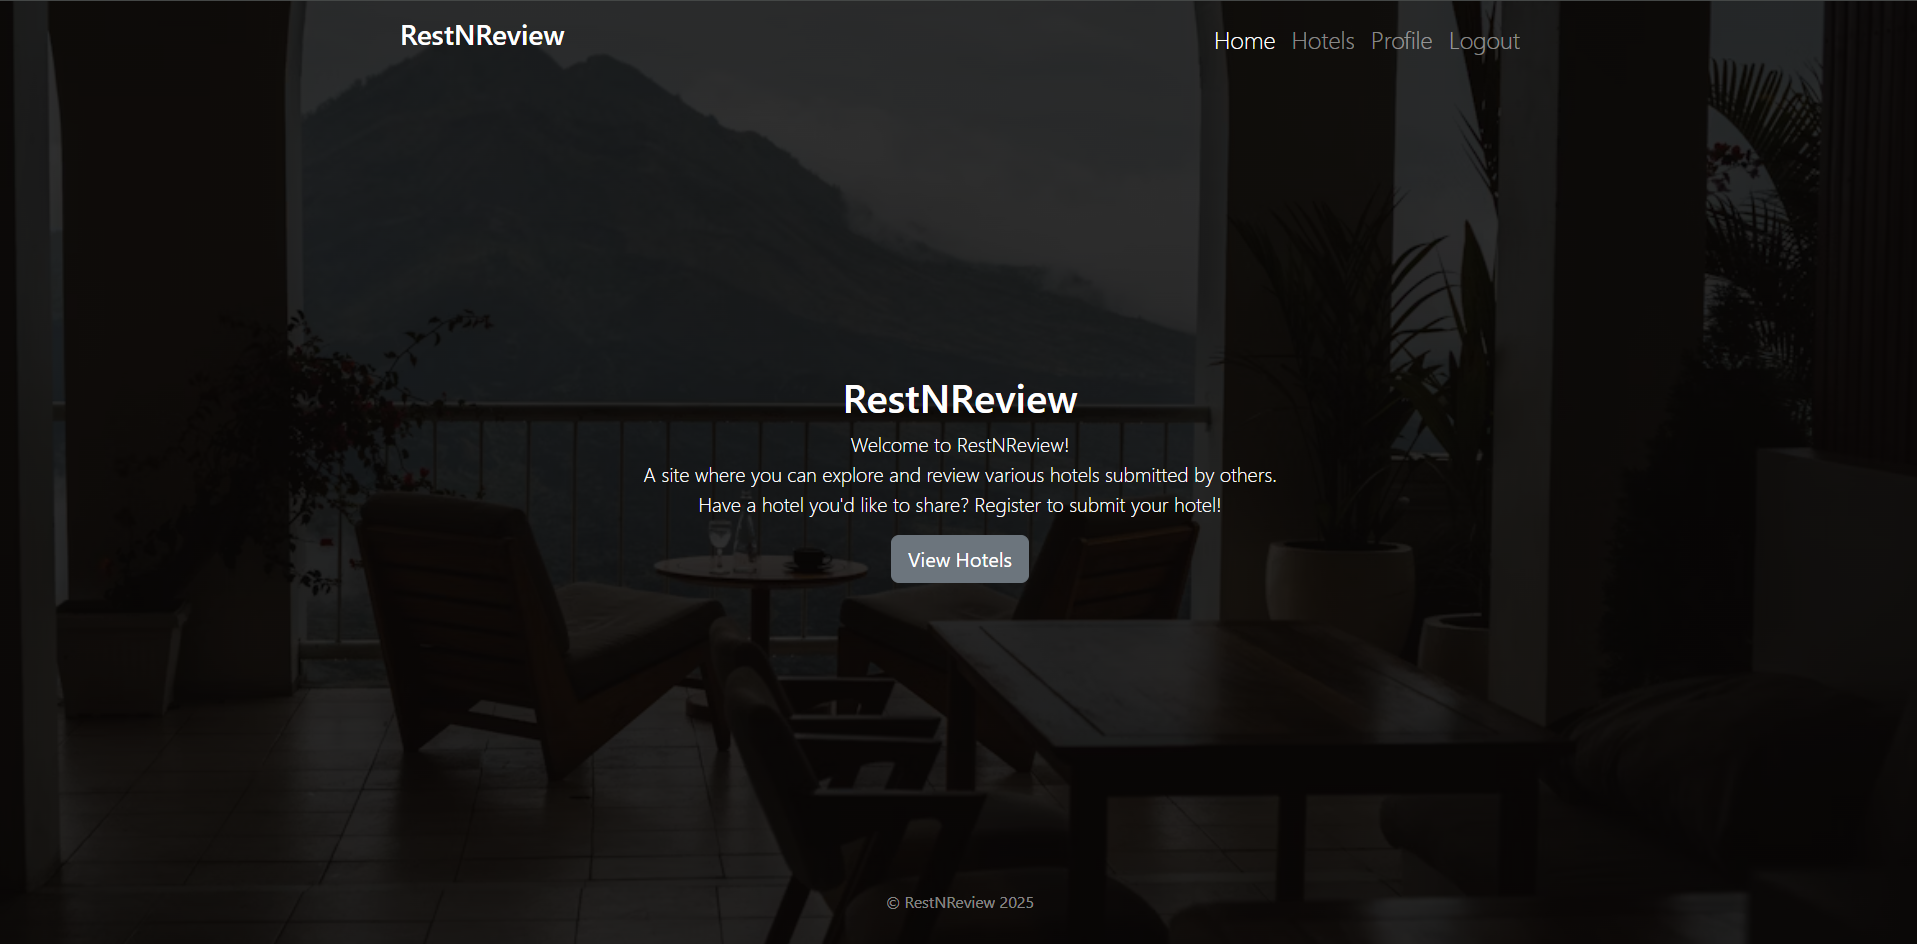 RestNReview
Home Hotels Profile Logout
RestNReview
Welcome to RestNReview!
A site where you can explore and review various hotels submitted by others.
Have a hotel you'd like to share? Register to submit your hotel!
View Hotels
© RestNReview 2025